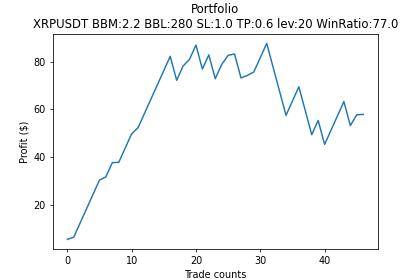 Portfolio
XRPUSDT BBM:2.2 BBL:280 SL:1.0 TP:0.6 lev:20 WinRatio:77.0
80
60
40
20
Profit ($)
0
10
20
30
40
Trade counts